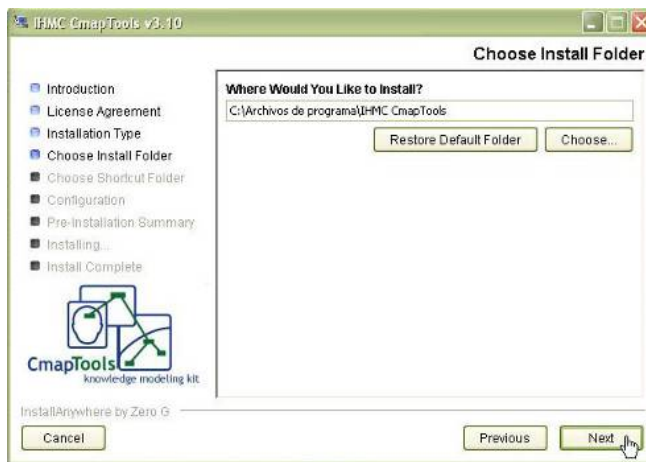 IHMC CmapTools v3.10
Choose Install Folder
Introduction
License Agreement
Installation Type
Choose Install Folder
Choose Shortcut Folder
Configuration
Pre-Installation Summary
Installing...
Install Complete
Where Would You Like to Install?
C:\Archivos de programa\IHMC CmapTools
Restore Default Folder
Choose...
CmapTools
knowledge modeling kit
InstallAnywhere by Zero G
Cancel
Previous
Next